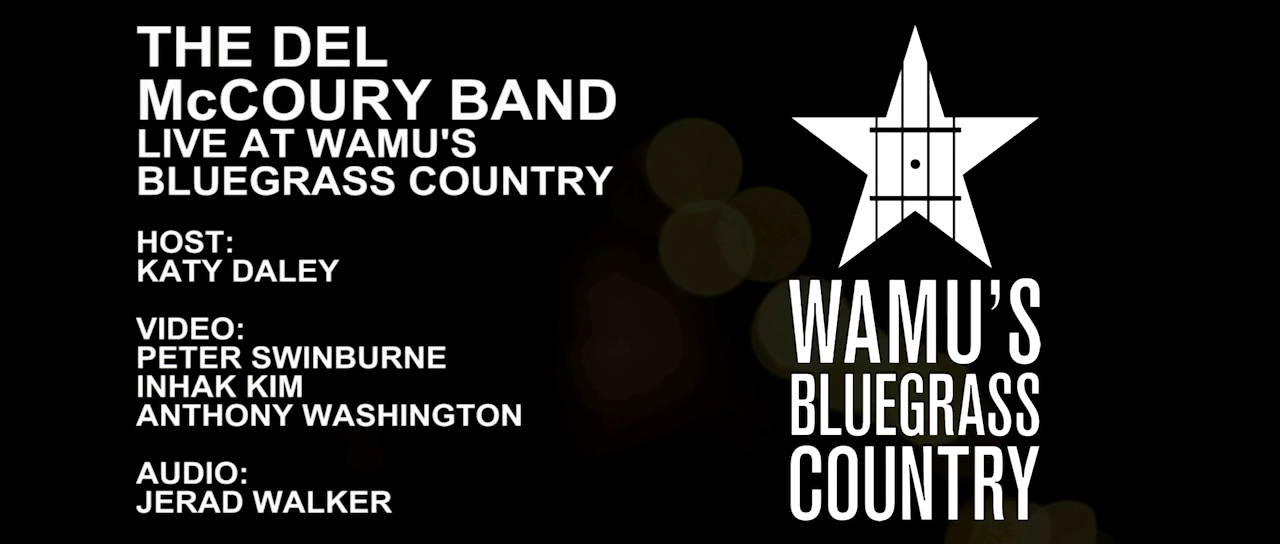 THE DEL
McCOURY BAND
LIVE AT WAMU'S
BLUEGRASS COUNTRY
HOST:
KATY DALEY
VIDEO:
PETER SWINBURNE
INHAK KIM
ANTHONY WASHINGTON
AUDIO:
JERAD WALKER
WAMU'S
BLUEGRASS
COUNTRY